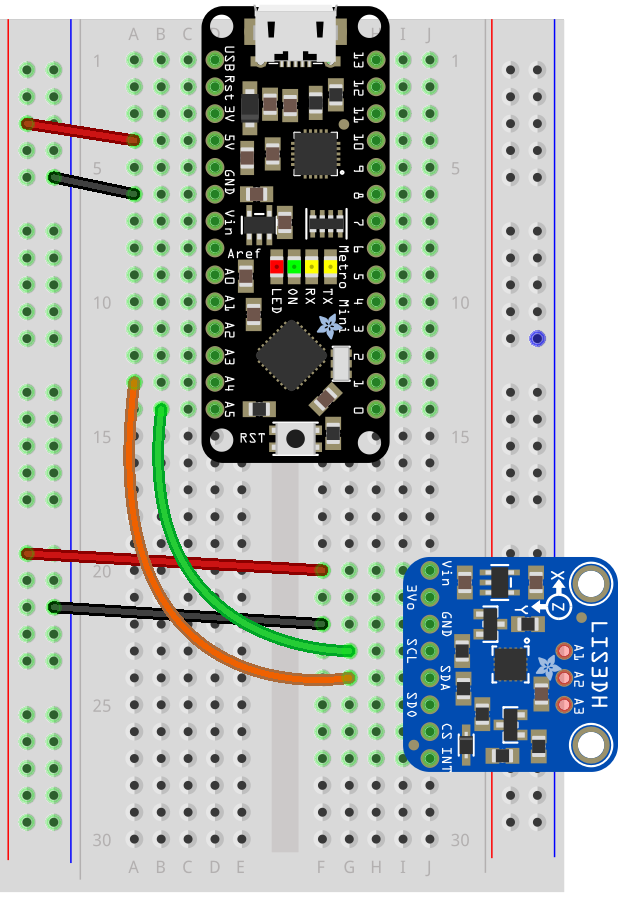 A B C D H I J
1 1
5 5
10 10
15 15
20
25 25
30 30
A B C D E F G H I J
USB
Rst
3V
5V
GND
Vin
Aref
A0
A1
A2
A3
A4
A5
13
12
11
10
9
8
7
6
5
4
3
2
1
0
Metro Mini
LED
ON
RX
TX
RST
Vin
3Vo
GND
SCL
SDA
SDO
CS
INT
X
Y
Z
A1
A2
A3
LIS3DH